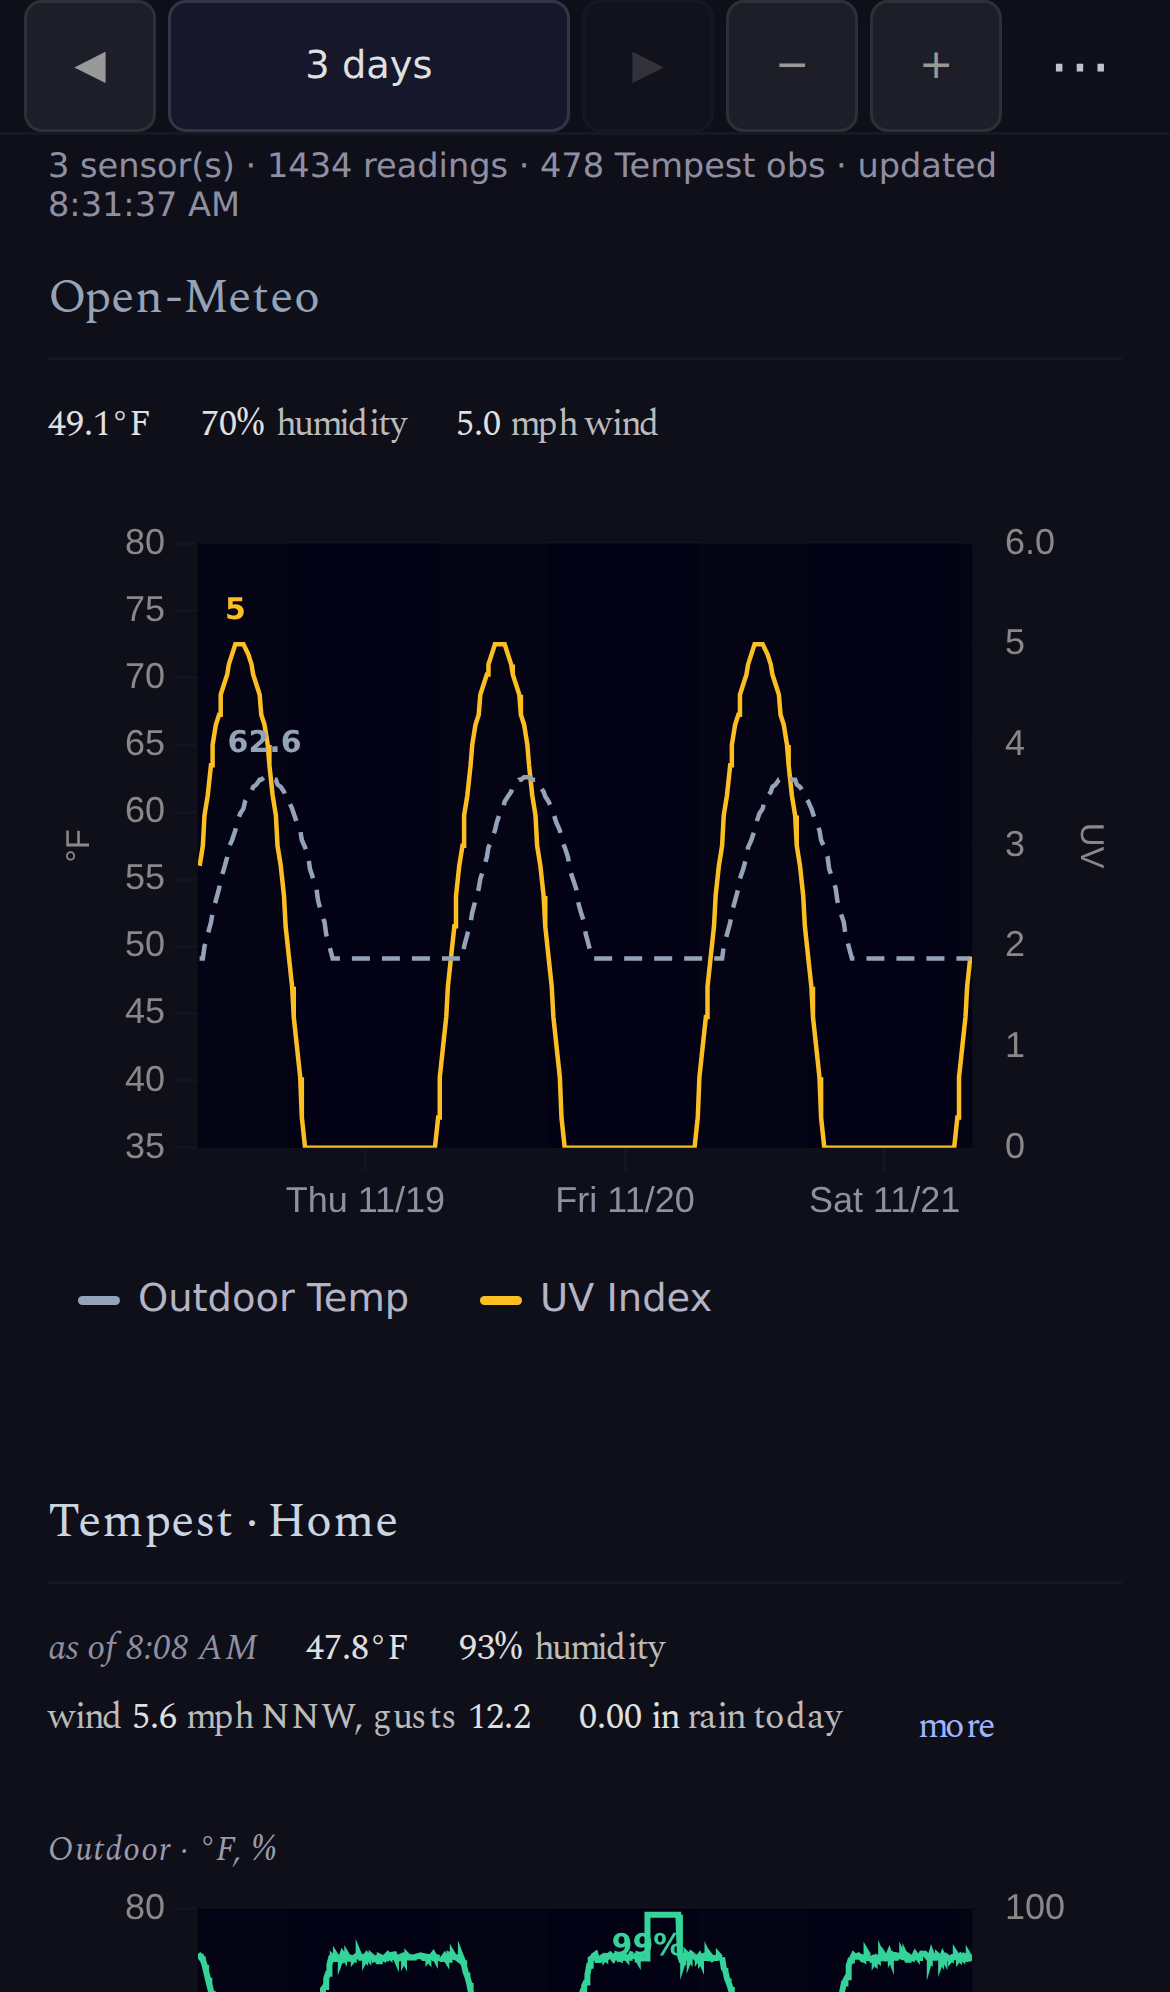 ◀ 3 days ▶ − + ⋯
3 sensor(s) · 1434 readings · 478 Tempest obs · updated
8:31:37 AM
Open-Meteo
49.1°F 70% humidity 5.0 mph wind
80 6.0
75 5
70 5
65 62.6 4
60
55 3
50 2
45
40 1
35 0
°F
UV
Thu 11/19 Fri 11/20 Sat 11/21
Outdoor Temp UV Index
Tempest · Home
as of 8:08 AM 47.8°F 93% humidity
wind 5.6 mph NNW, gusts 12.2 0.00 in rain today more
Outdoor · °F, %
80 100
99%